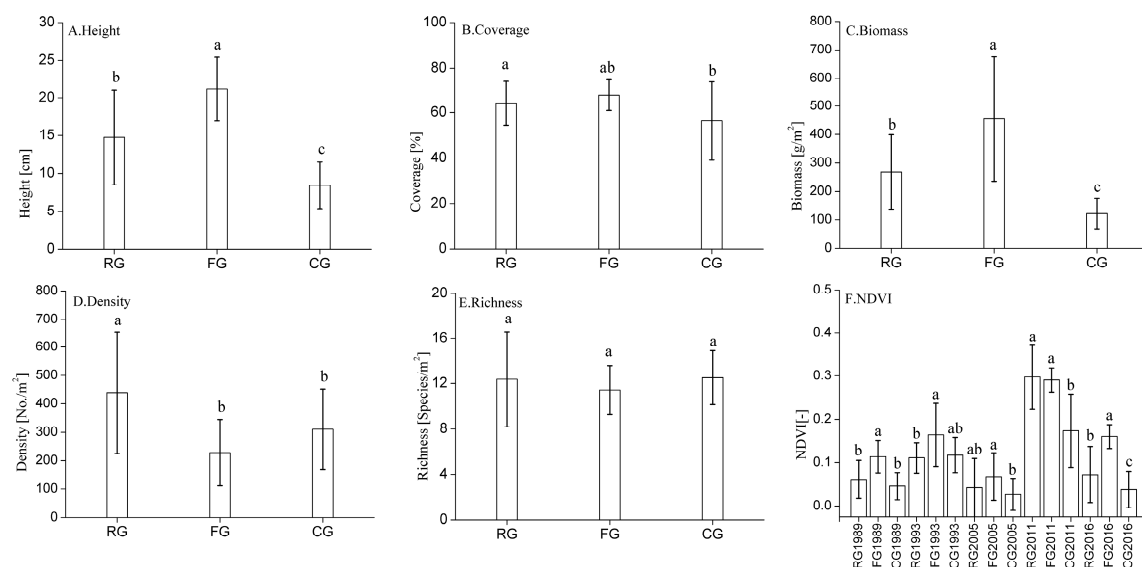 A.Height
Height [cm]
30
25
20
15
10
5
0
b
a
c
RG
FG
CG
B.Coverage
Coverage [%]
100
80
60
40
20
0
a
ab
b
RG
FG
CG
C.Biomass
Biomass [g/m²]
800
700
600
500
400
300
200
100
0
b
a
c
RG
FG
CG
D.Density
Density [No./m²]
800
700
600
500
400
300
200
100
0
a
b
b
RG
FG
CG
E.Richness
Richness [Species/m²]
20
16
12
8
4
0
a
a
a
RG
FG
CG
F.NDVI
NDVI[-]
0.5
0.4
0.3
0.2
0.1
0.0
b
a
b
b
a
ab
ab
a
b
a
a
b
b
a
c
RG1989
FG1989
CG1989
RG1993
FG1993
CG1993
RG2005
FG2005
CG2005
RG2011
FG2011
CG2011
RG2016
FG2016
CG2016